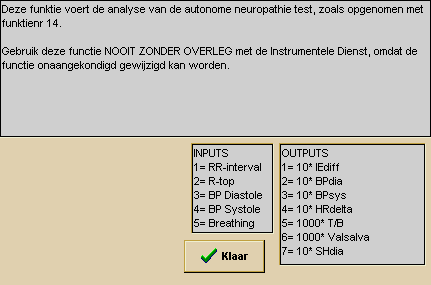 Deze funktie voert de analyse van de autonome neuropathie test, zoals opgenomen met
funktienr 14.
Gebruik deze functie NOOIT ZONDER OVERLEG met de Instrumentele Dienst, omdat de
functie onaangekondigd gewijzigd kan worden.
INPUTS
1= RR-interval
2= R-top
3= BP Diastole
4= BP Systole
5= Breathing
OUTPUTS
1= 10* IEdiff
2= 10* BPdia
3= 10* BPsys
4= 10* HRdelta
5= 1000* T/B
6= 1000* Valsalva
7= 10* SHdia
Klaar